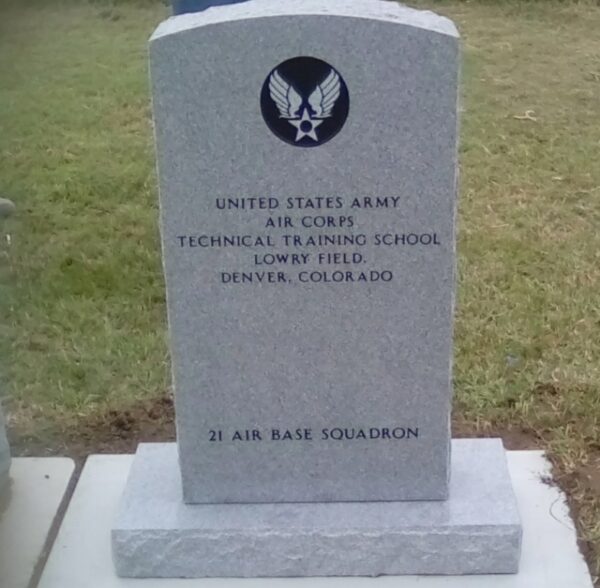 UNITED STATES ARMY
AIR CORPS
TECHNICAL TRAINING SCHOOL
LOWRY FIELD,
DENVER, COLORADO
21 AIR BASE SQUADRON